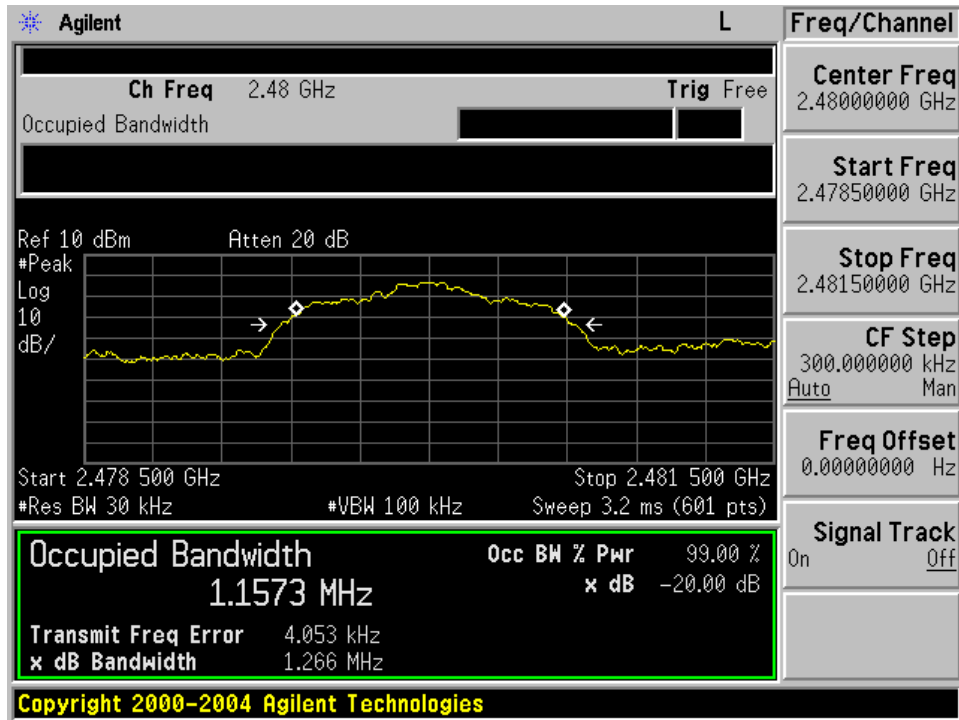 Agilent L Freq/Channel
Ch Freq 2.48 GHz Trig Free
Occupied Bandwidth
Center Freq
2.48000000 GHz
Start Freq
2.47850000 GHz
Stop Freq
2.48150000 GHz
CF Step
300.000000 kHz
Auto Man
Freq Offset
0.00000000 Hz
Signal Track
On Off
Ref 10 dBm Atten 20 dB
#Peak
Log
10
dB/
Start 2.478 500 GHz Stop 2.481 500 GHz
#Res BW 30 kHz #VBW 100 kHz Sweep 3.2 ms (601 pts)
Occupied Bandwidth Occ BW % Pwr 99.00 %
1.1573 MHz x dB -20.00 dB
Transmit Freq Error 4.053 kHz
x dB Bandwidth 1.266 MHz
Copyright 2000-2004 Agilent Technologies